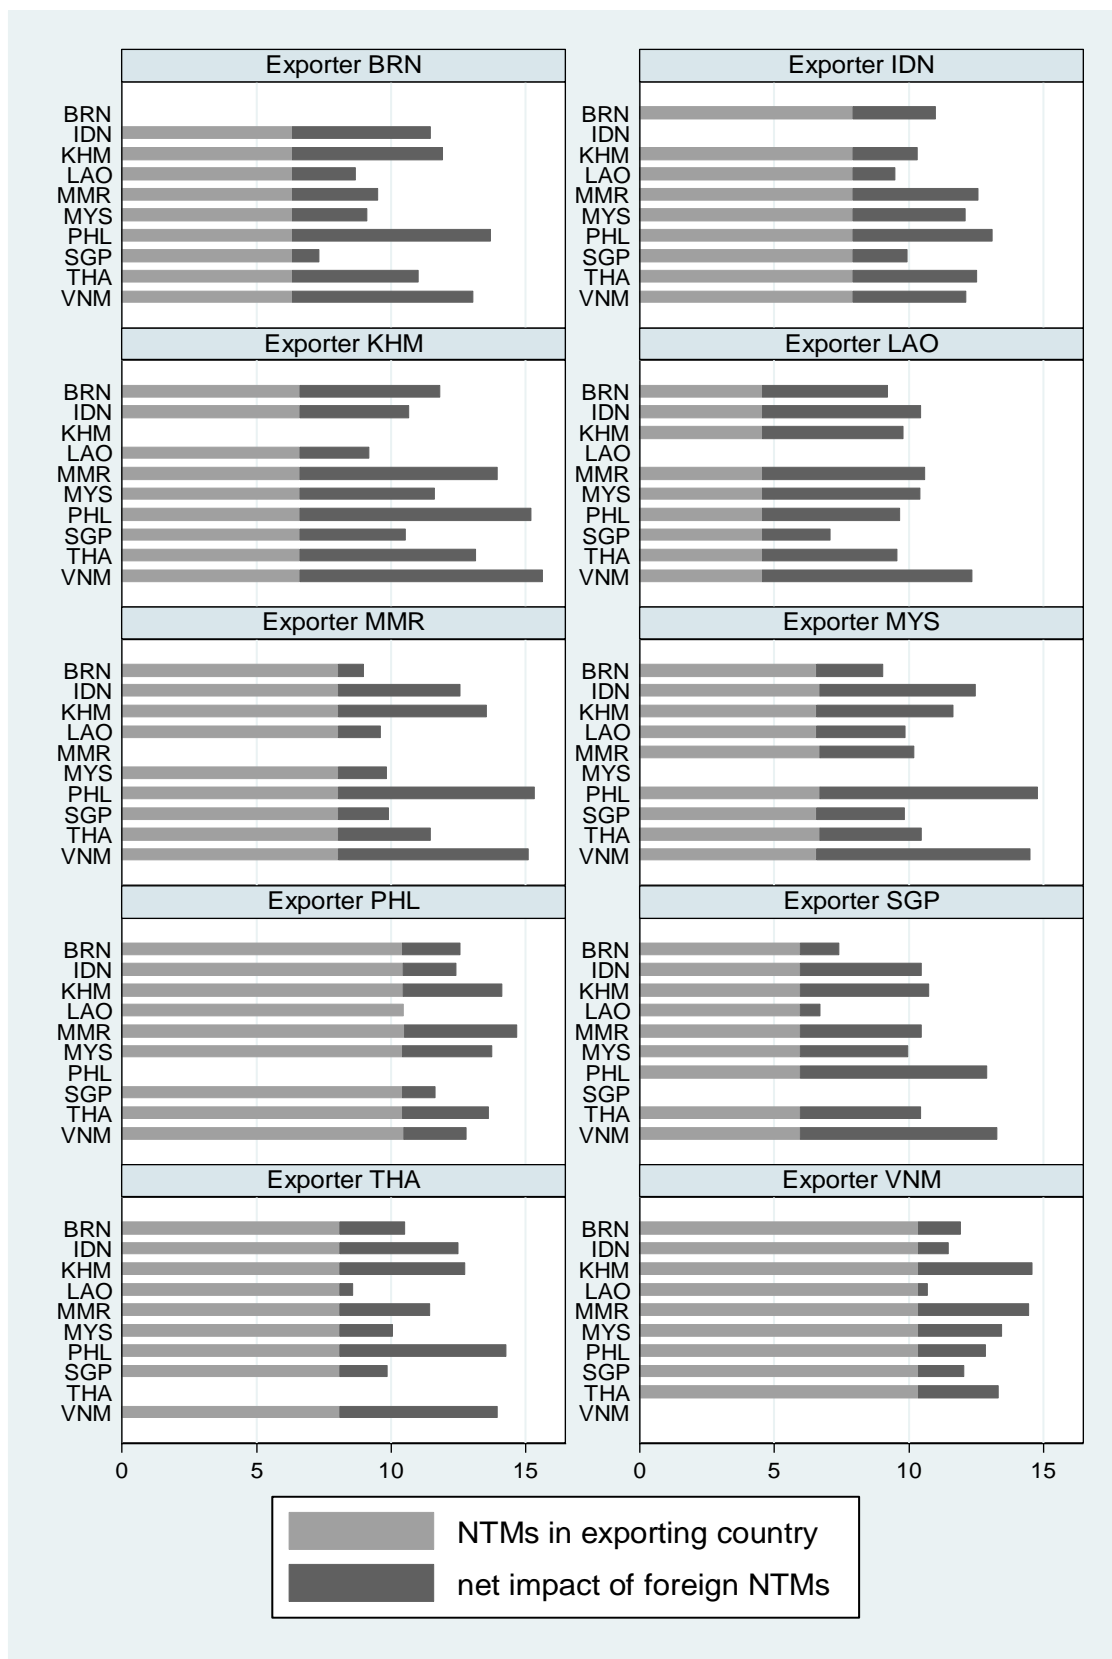 Exporter BRN
BRN
IDN
KHM
LAO
MMR
MYS
PHL
SGP
THA
VNM
Exporter IDN
BRN
IDN
KHM
LAO
MMR
MYS
PHL
SGP
THA
VNM
Exporter KHM
BRN
IDN
KHM
LAO
MMR
MYS
PHL
SGP
THA
VNM
Exporter LAO
BRN
IDN
KHM
LAO
MMR
MYS
PHL
SGP
THA
VNM
Exporter MMR
BRN
IDN
KHM
LAO
MMR
MYS
PHL
SGP
THA
VNM
Exporter MYS
BRN
IDN
KHM
LAO
MMR
MYS
PHL
SGP
THA
VNM
Exporter PHL
BRN
IDN
KHM
LAO
MMR
MYS
PHL
SGP
THA
VNM
Exporter SGP
BRN
IDN
KHM
LAO
MMR
MYS
PHL
SGP
THA
VNM
Exporter THA
BRN
IDN
KHM
LAO
MMR
MYS
PHL
SGP
THA
VNM
0 5 10 15
Exporter VNM
BRN
IDN
KHM
LAO
MMR
MYS
PHL
SGP
THA
VNM
0 5 10 15
NTMs in exporting country
net impact of foreign NTMs